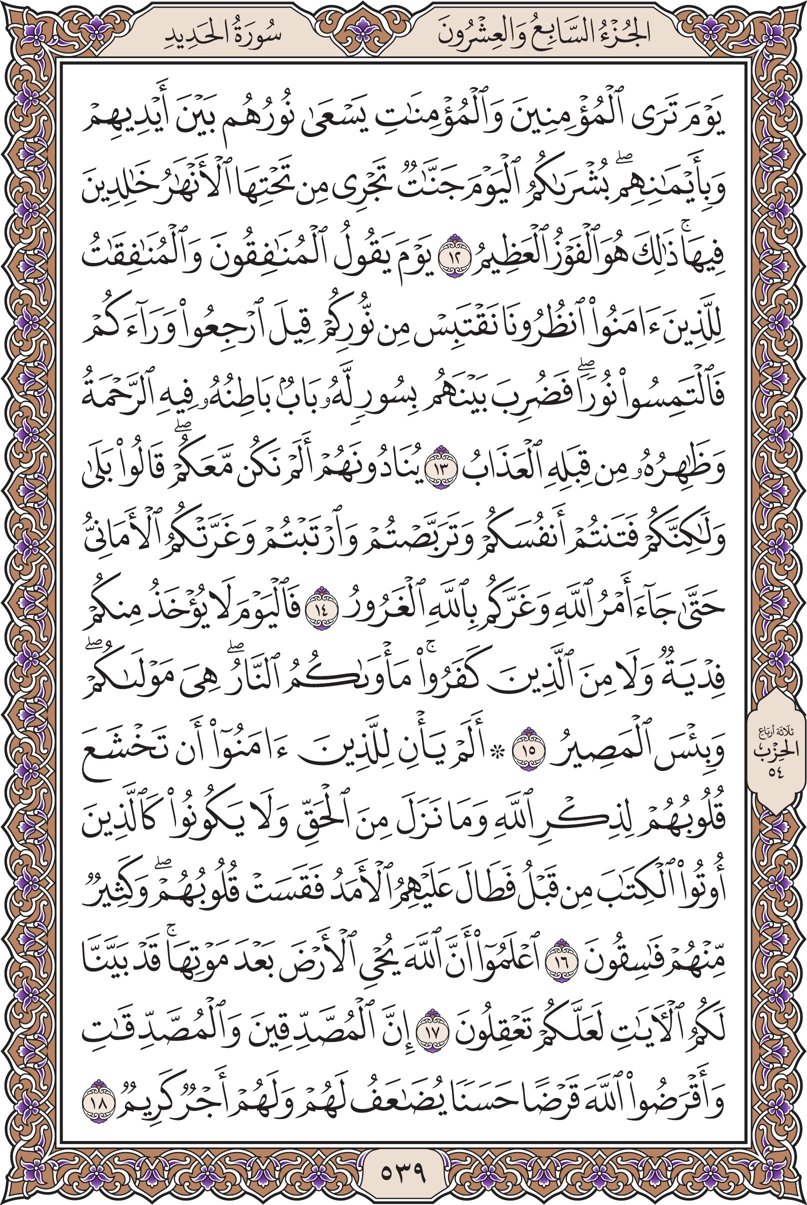 الجُزْءُ السَّابِعُ وَالعِشْرُونَ
سُورَةُ الحَدِيدِ
يَوْمَ تَرَى ٱلْمُؤْمِنِينَ وَٱلْمُؤْمِنَٰتِ يَسْعَىٰ نُورُهُم بَيْنَ أَيْدِيهِمْ
وَبِأَيْمَٰنِهِمۖ بُشْرَىٰكُمُ ٱلْيَوْمَ جَنَّٰتٌ تَجْرِى مِن تَحْتِهَا ٱلْأَنْهَٰرُ خَٰلِدِينَ
فِيهَاۚ ذَٰلِكَ هُوَ ٱلْفَوْزُ ٱلْعَظِيمُ ١٢ يَوْمَ يَقُولُ ٱلْمُنَٰفِقُونَ وَٱلْمُنَٰفِقَٰتُ
لِلَّذِينَ ءَامَنُوا۟ ٱنظُرُونَا نَقْتَبِسْ مِن نُّورِكُمْ قِيلَ ٱرْجِعُوا۟ وَرَآءَكُمْ
فَٱلْتَمِسُوا۟ نُورًاۖ فَضُرِبَ بَيْنَهُم بِسُورٍ لَّهُۥ بَابٌۢ بَاطِنُهُۥ فِيهِ ٱلرَّحْمَةُ
وَظَٰهِرُهُۥ مِن قِبَلِهِ ٱلْعَذَابُ ١٣ يُنَادُونَهُمْ أَلَمْ نَكُن مَّعَكُمْۖ قَالُوا۟ بَلَىٰ
وَلَٰكِنَّكُمْ فَتَنتُمْ أَنفُسَكُمْ وَتَرَبَّصْتُمْ وَٱرْتَبْتُمْ وَغَرَّتْكُمُ ٱلْأَمَانِىُّ
حَتَّىٰ جَآءَ أَمْرُ ٱللَّهِ وَغَرَّكُم بِٱللَّهِ ٱلْغَرُورُ ١٤ فَٱلْيَوْمَ لَا يُؤْخَذُ مِنكُمْ
فِدْيَةٌ وَلَا مِنَ ٱلَّذِينَ كَفَرُوا۟ۚ مَأْوَىٰكُمُ ٱلنَّارُۖ هِىَ مَوْلَىٰكُمْۖ
وَبِئْسَ ٱلْمَصِيرُ ١٥ ۞ أَلَمْ يَأْنِ لِلَّذِينَ ءَامَنُوٓا۟ أَن تَخْشَعَ
قُلُوبُهُمْ لِذِكْرِ ٱللَّهِ وَمَا نَزَلَ مِنَ ٱلْحَقِّ وَلَا يَكُونُوا۟ كَٱلَّذِينَ
أُوتُوا۟ ٱلْكِتَٰبَ مِن قَبْلُ فَطَالَ عَلَيْهِمُ ٱلْأَمَدُ فَقَسَتْ قُلُوبُهُمْۖ وَكَثِيرٌ
مِّنْهُمْ فَٰسِقُونَ ١٦ ٱعْلَمُوٓا۟ أَنَّ ٱللَّهَ يُحْىِ ٱلْأَرْضَ بَعْدَ مَوْتِهَاۚ قَدْ بَيَّنَّا
لَكُمُ ٱلْءَايَٰتِ لَعَلَّكُمْ تَعْقِلُونَ ١٧ إِنَّ ٱلْمُصَّدِّقِينَ وَٱلْمُصَّدِّقَٰتِ
وَأَقْرَضُوا۟ ٱللَّهَ قَرْضًا حَسَنًا يُضَٰعَفُ لَهُمْ وَلَهُمْ أَجْرٌ كَرِيمٌ ١٨
ثلاثة أرباع
الحِزْب
٥٤
٥٣٩